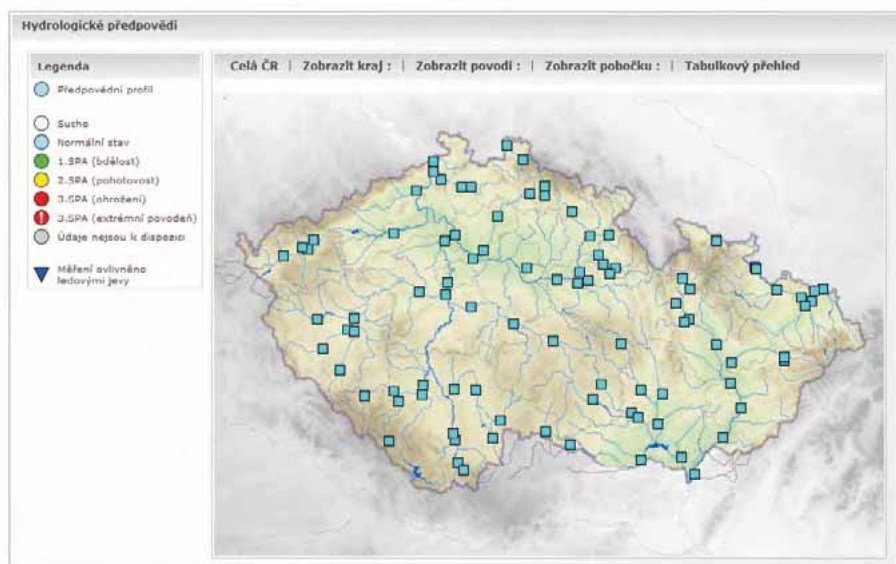 Hydrologické předpovědi
Legenda
Předpovědní profil
Sucho
Normální stav
1.SPA (bdělost)
2.SPA (pohotovost)
3.SPA (ohrožení)
3.SPA (extrémní povodeň)
Údaje nejsou k dispozici
Měření ovlivněno
ledovými jevy
Celá ČR | Zobrazit kraj : | Zobrazit povodí : | Zobrazit pobočku : | Tabulkový přehled